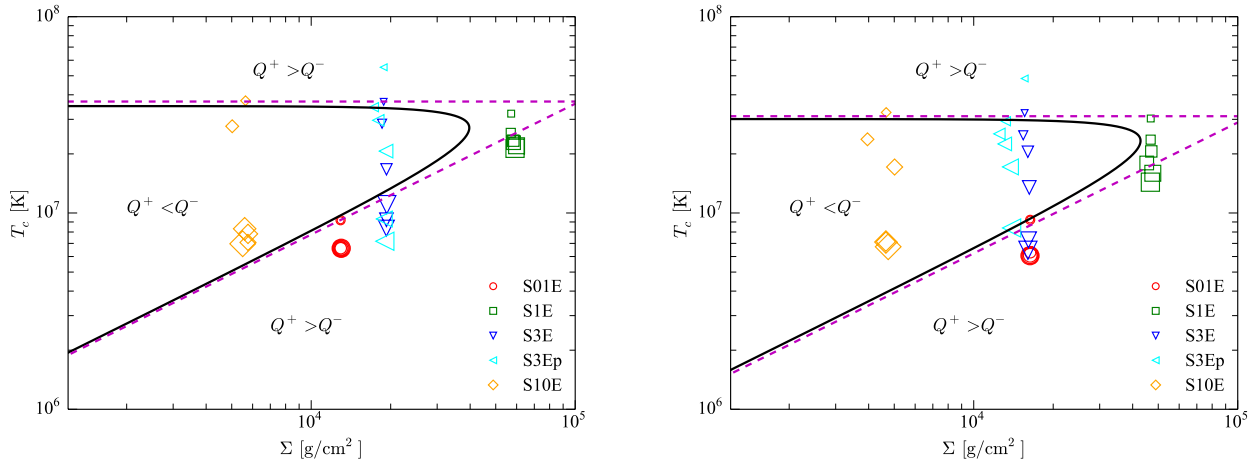 10^8
10^7
10^6
T_c [K]
Q^+ >Q^-
Q^+ <Q^-
Q^+ >Q^-
S01E
S1E
S3E
S3Ep
S10E
10^4
10^5
Σ [g/cm^2 ]
10^8
10^7
10^6
T_c [K]
Q^+ >Q^-
Q^+ <Q^-
Q^+ >Q^-
S01E
S1E
S3E
S3Ep
S10E
10^4
10^5
Σ [g/cm^2 ]